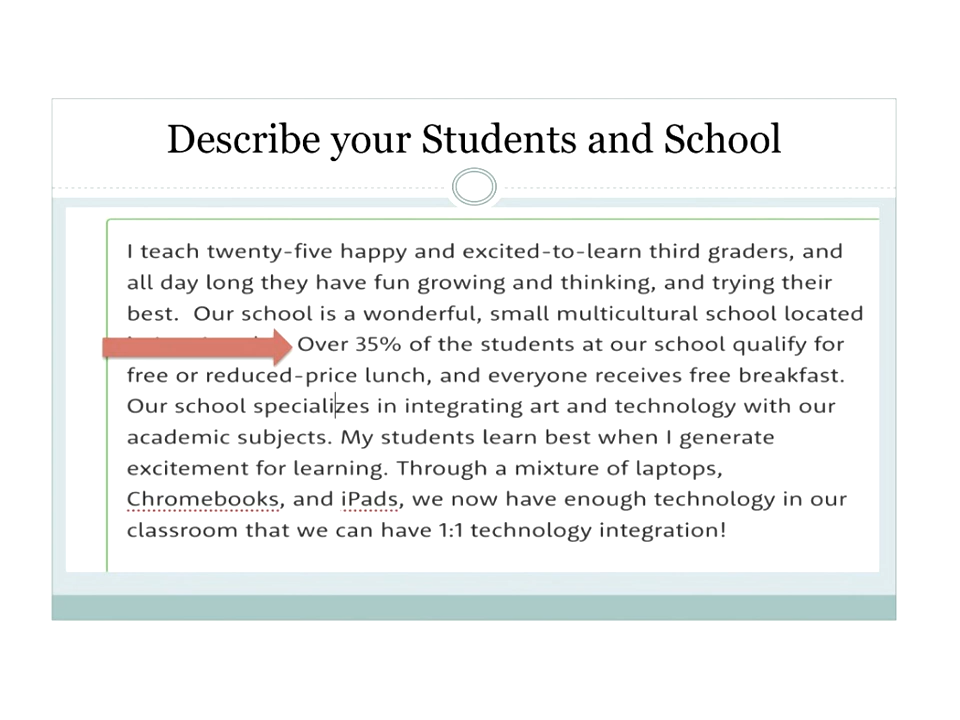 Describe your Students and School
I teach twenty-five happy and excited-to-learn third graders, and
all day long they have fun growing and thinking, and trying their
best.  Our school is a wonderful, small multicultural school located
Over 35% of the students at our school qualify for
free or reduced-price lunch, and everyone receives free breakfast.
Our school specializes in integrating art and technology with our
academic subjects. My students learn best when I generate
excitement for learning. Through a mixture of laptops,
Chromebooks, and iPads, we now have enough technology in our
classroom that we can have 1:1 technology integration!